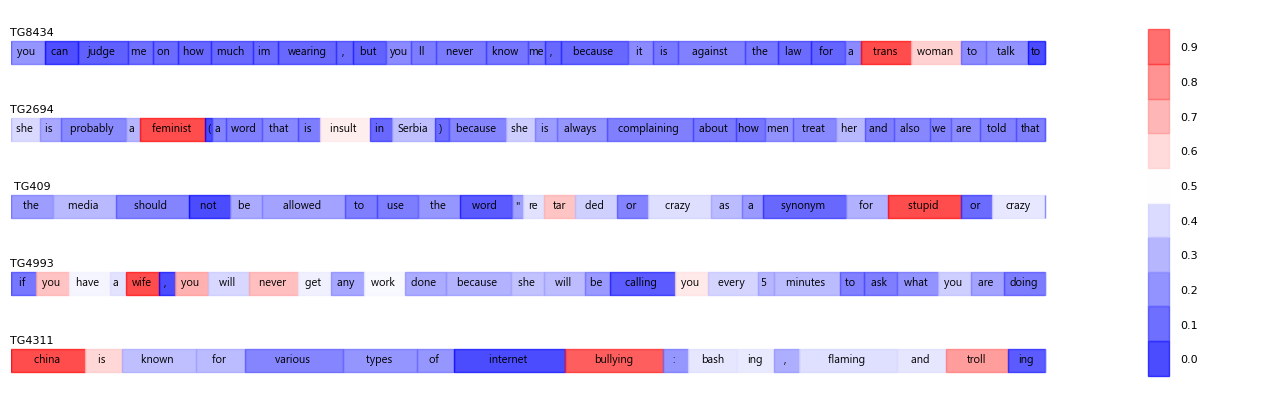 TG8434
you can judge me on how much im wearing , but you ll never know me , because it is against the law for a trans woman to talk to
TG2694
she is probably a feminist ( a word that is insult in Serbia ) because she is always complaining about how men treat her and also we are told that
TG409
the media should not be allowed to use the word " re tar ded or crazy as a synonym for stupid or crazy
TG4993
if you have a wife , you will never get any work done because she will be calling you every 5 minutes to ask what you are doing
TG4311
china is known for various types of internet bullying : bash ing , flaming and troll ing
0.9
0.8
0.7
0.6
0.5
0.4
0.3
0.2
0.1
0.0